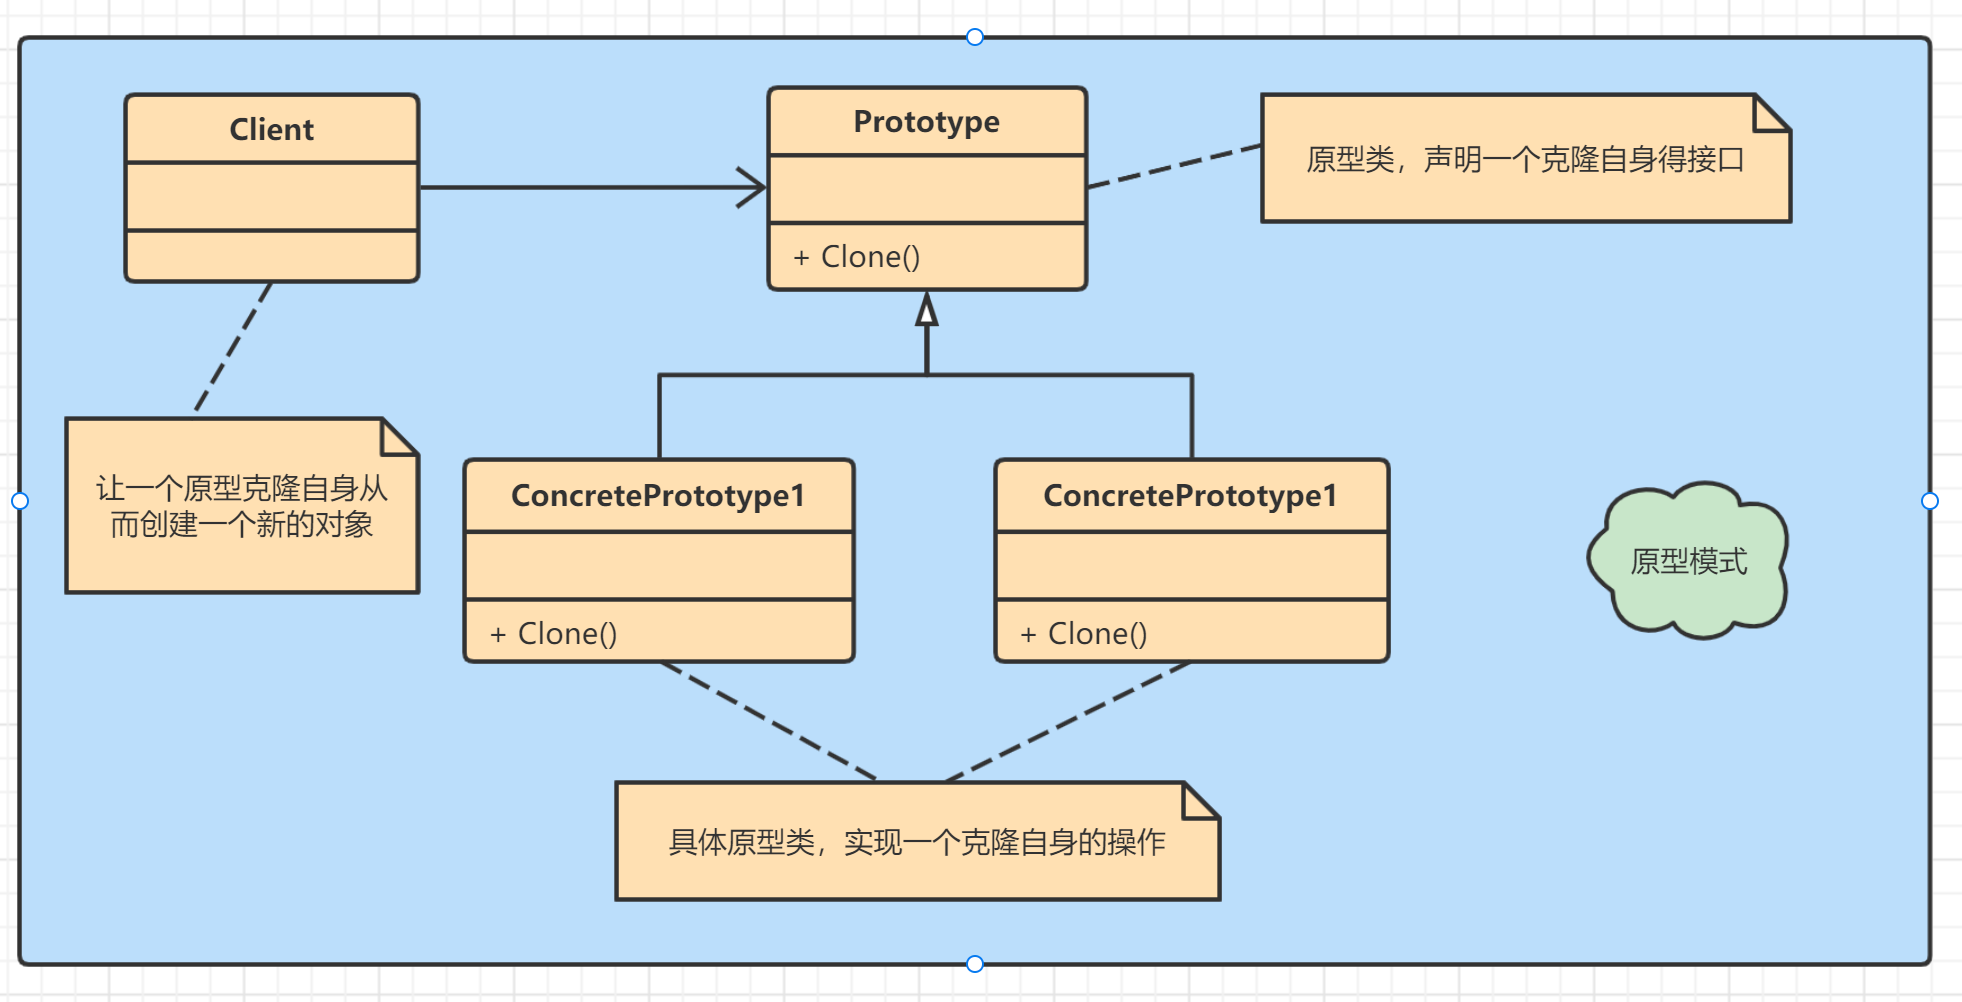 Client
Prototype
+ Clone()
原型类，声明一个克隆自身得接口
让一个原型克隆自身从
而创建一个新的对象
ConcretePrototype1
+ Clone()
ConcretePrototype1
+ Clone()
原型模式
具体原型类，实现一个克隆自身的操作